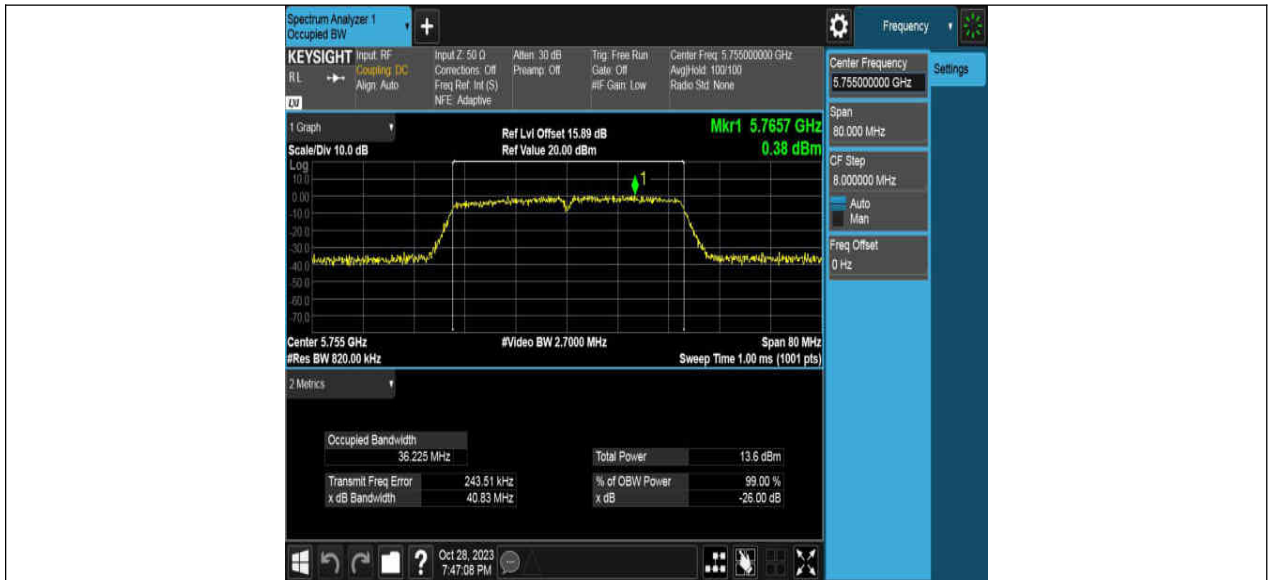 Spectrum Analyzer 1
Occupied BW
+
Frequency
KEYSIGHT
RL
LXI
Input: RF
Coupling: DC
Align: Auto
Input Z: 50 Ω
Corrections: Off
Freq Ref: Int (S)
NFE: Adaptive
Atten: 30 dB
Preamp: Off
Trig: Free Run
Gate: Off
#IF Gain: Low
Center Freq: 5.755000000 GHz
Avg|Hold: 100/100
Radio Std: None
Center Frequency
5.755000000 GHz
Settings
Span
80.000 MHz
CF Step
8.000000 MHz
Auto
Man
Freq Offset
0 Hz
1 Graph
Scale/Div 10.0 dB
Ref Lvl Offset 15.89 dB
Ref Value 20.00 dBm
Mkr1 5.7657 GHz
0.38 dBm
Log
10.0
0.00
-10.0
-20.0
-30.0
-40.0
-50.0
-60.0
-70.0
1
Center 5.755 GHz
#Res BW 820.00 kHz
#Video BW 2.7000 MHz
Span 80 MHz
Sweep Time 1.00 ms (1001 pts)
2 Metrics
Occupied Bandwidth
36.225 MHz
Transmit Freq Error 243.51 kHz
x dB Bandwidth 40.83 MHz
Total Power 13.6 dBm
% of OBW Power 99.00 %
x dB -26.00 dB
?
Oct 28, 2023
7:47:08 PM